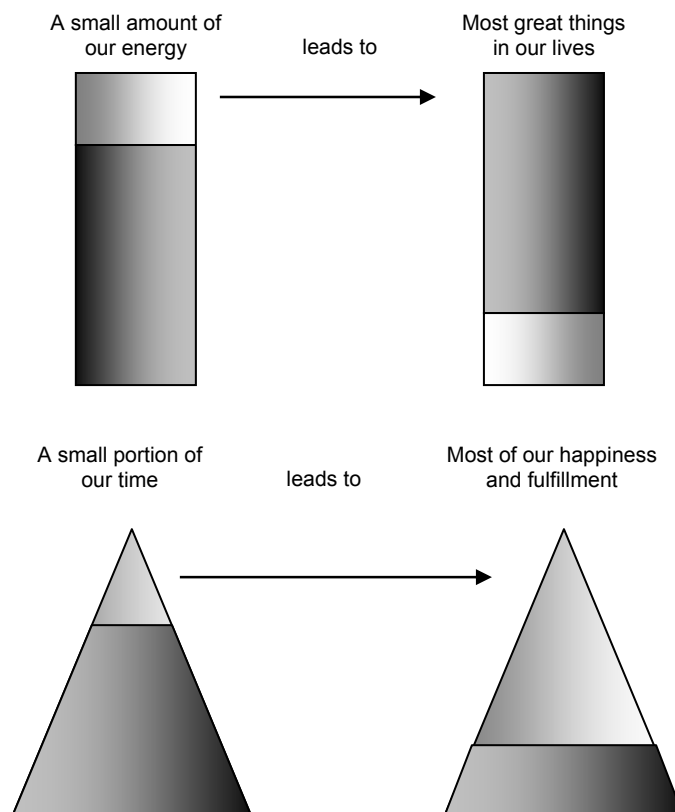 A small amount of
our energy
leads to
Most great things
in our lives
A small portion of
our time
leads to
Most of our happiness
and fulfillment